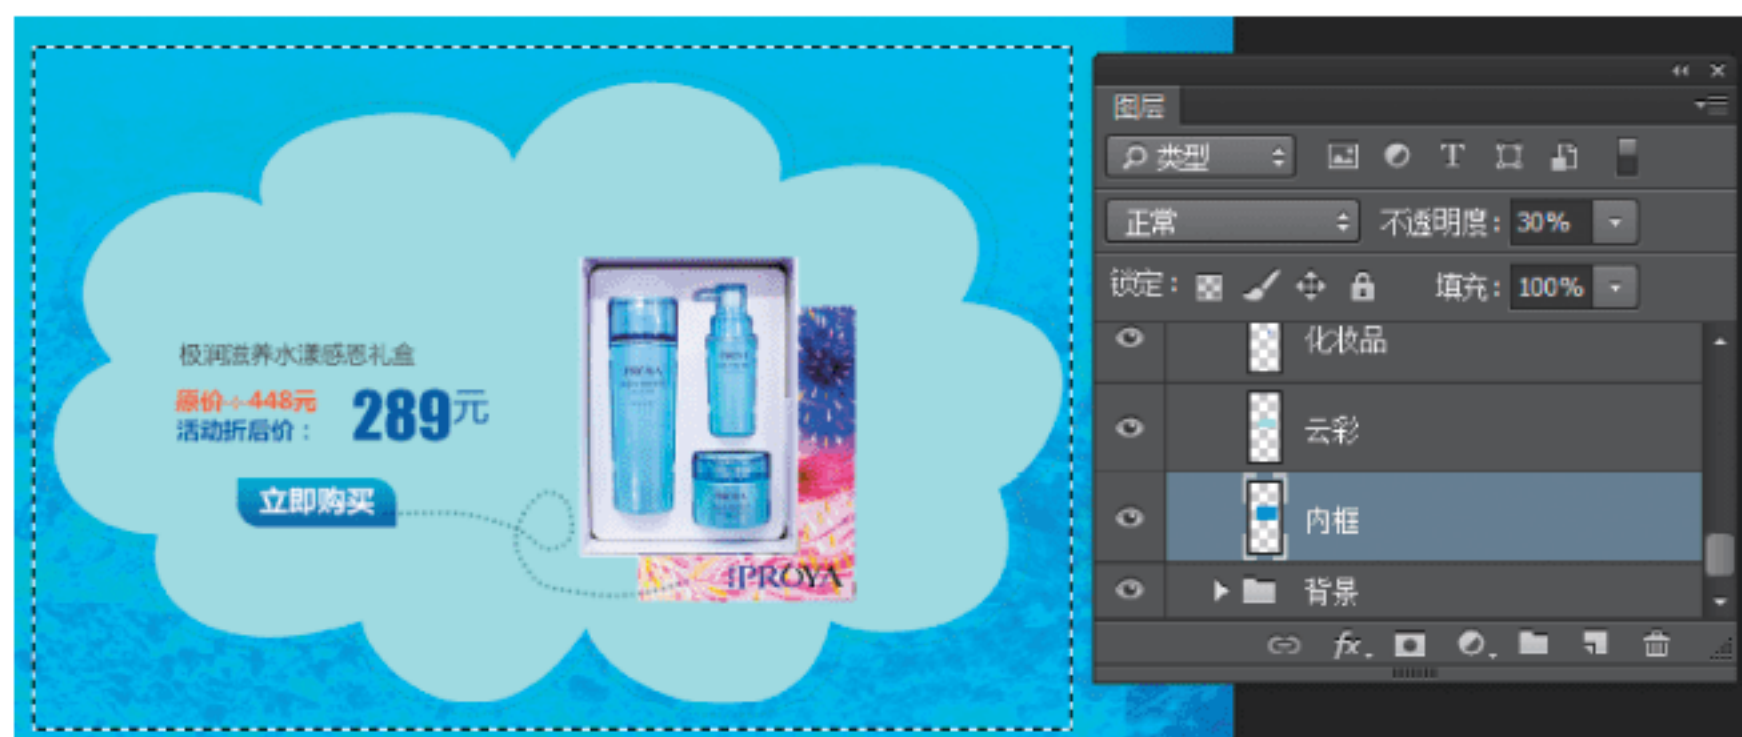 极润滋养水漾感恩礼盒
原价：448元
活动折后价：
289元
立即购买
PROYA
PROYA
图层
类型
正常
不透明度：30%
锁定：
填充：100%
化妆品
云彩
内框
背景
fx